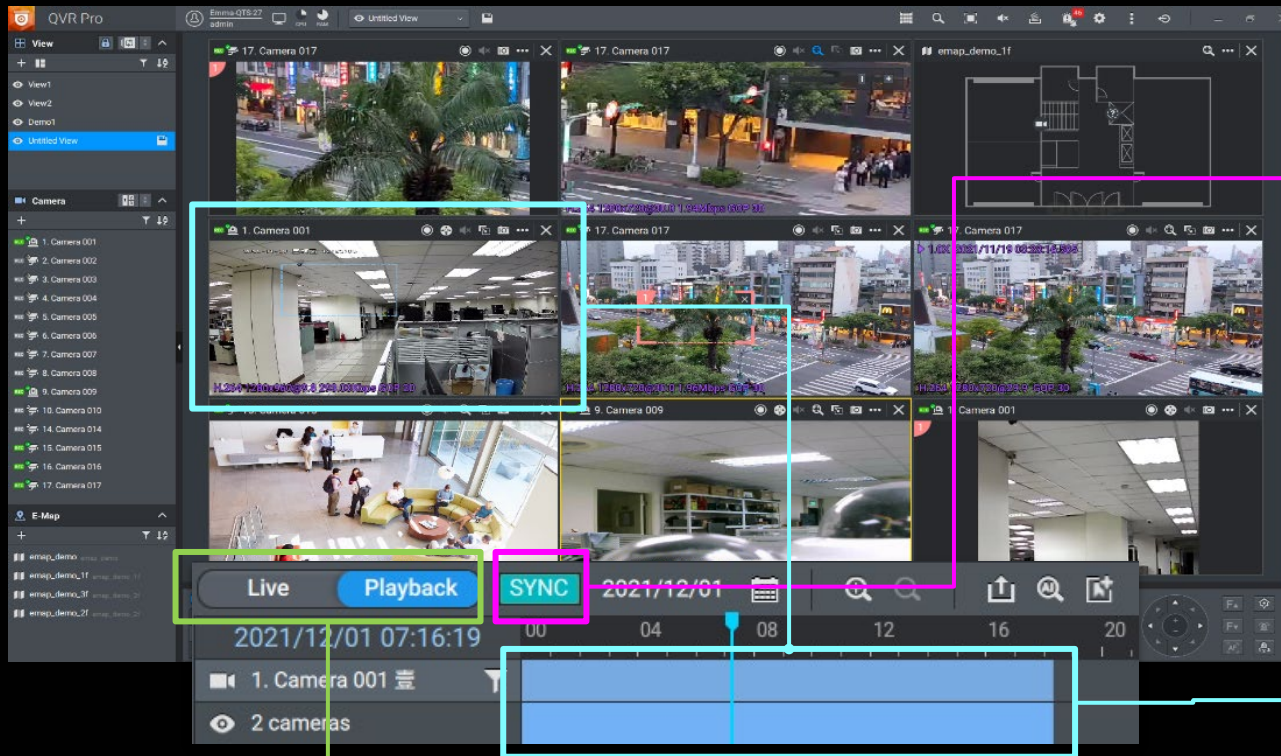 QVR Pro
Emma-QTS-27
admin
Untitled View
View
View1
View2
Demo1
Untitled View
Camera
1. Camera 001
2. Camera 002
3. Camera 003
4. Camera 004
5. Camera 005
6. Camera 006
7. Camera 007
8. Camera 008
9. Camera 009
10. Camera 010
14. Camera 014
15. Camera 015
16. Camera 016
17. Camera 017
E-Map
emap_demo
emap_demo_1f
emap_demo_3f
emap_demo_2f
17. Camera 017
17. Camera 017
emap_demo_1f
1. Camera 001
17. Camera 017
17. Camera 017
9. Camera 009
1. Camera 001
Live
Playback
SYNC
2021/12/01
2021/12/01 07:16:19
00 04 08 12 16 20
1. Camera 001 壹
2 cameras